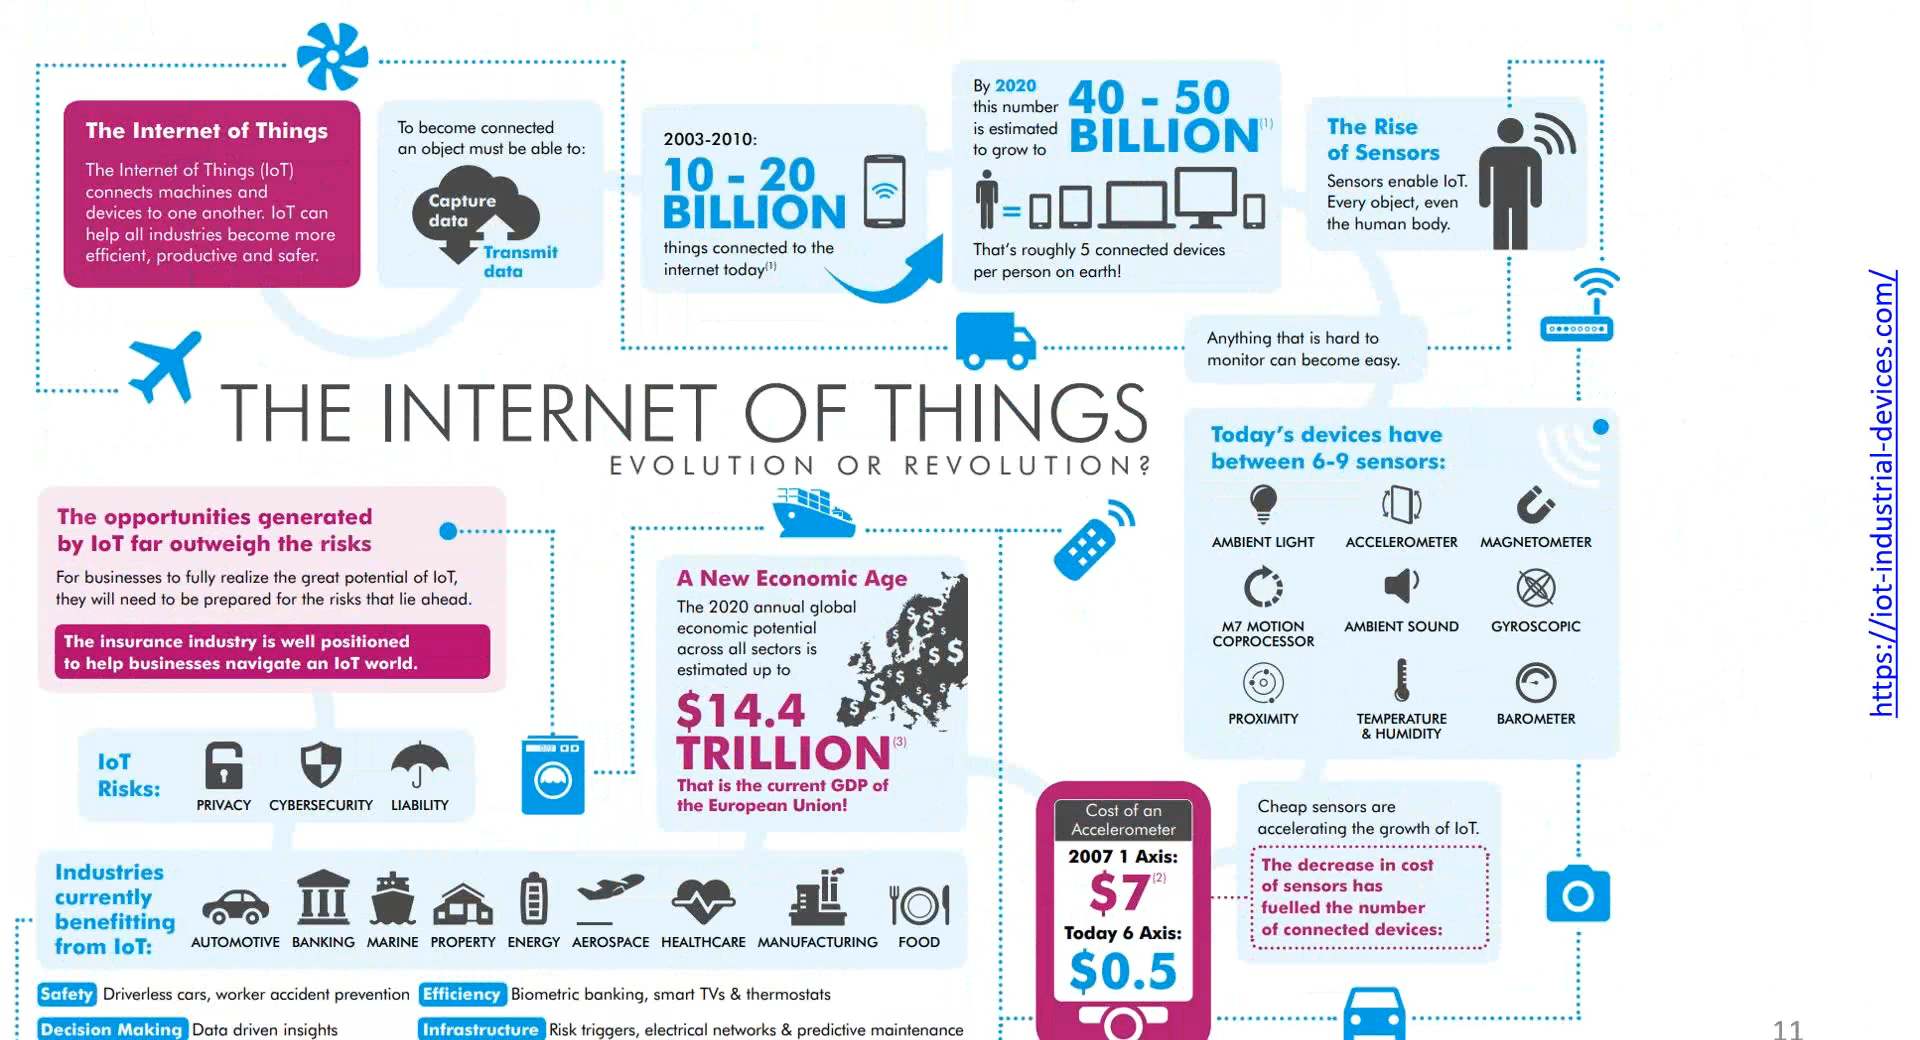 The Internet of Things
The Internet of Things (IoT)
connects machines and
devices to one another. IoT can
help all industries become more
efficient, productive and safer.
To become connected
an object must be able to:
Capture
data
Transmit
data
2003-2010:
10 - 20
BILLION
things connected to the
internet today(1)
By 2020
this number
is estimated
to grow to
40 - 50
BILLION(1)
=
That's roughly 5 connected devices
per person on earth!
The Rise
of Sensors
Sensors enable IoT.
Every object, even
the human body.
Anything that is hard to
monitor can become easy.
THE INTERNET OF THINGS
EVOLUTION OR REVOLUTION?
Today's devices have
between 6-9 sensors:
AMBIENT LIGHT
ACCELEROMETER
MAGNETOMETER
M7 MOTION
COPROCESSOR
AMBIENT SOUND
GYROSCOPIC
PROXIMITY
TEMPERATURE
& HUMIDITY
BAROMETER
The opportunities generated
by IoT far outweigh the risks
For businesses to fully realize the great potential of IoT,
they will need to be prepared for the risks that lie ahead.
The insurance industry is well positioned
to help businesses navigate an IoT world.
IoT
Risks:
PRIVACY
CYBERSECURITY
LIABILITY
A New Economic Age
The 2020 annual global
economic potential
across all sectors is
estimated up to
$14.4
TRILLION(3)
That is the current GDP of
the European Union!
Cost of an
Accelerometer
2007 1 Axis:
$7(2)
Today 6 Axis:
$0.5
Cheap sensors are
accelerating the growth of IoT.
The decrease in cost
of sensors has
fuelled the number
of connected devices:
Industries
currently
benefitting
from IoT:
AUTOMOTIVE
BANKING
MARINE
PROPERTY
ENERGY
AEROSPACE
HEALTHCARE
MANUFACTURING
FOOD
Safety Driverless cars, worker accident prevention
Efficiency Biometric banking, smart TVs & thermostats
Decision Making Data driven insights
Infrastructure Risk triggers, electrical networks & predictive maintenance
https://iot-industrial-devices.com/
11